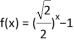 f(x) = (√2/2)^x−1